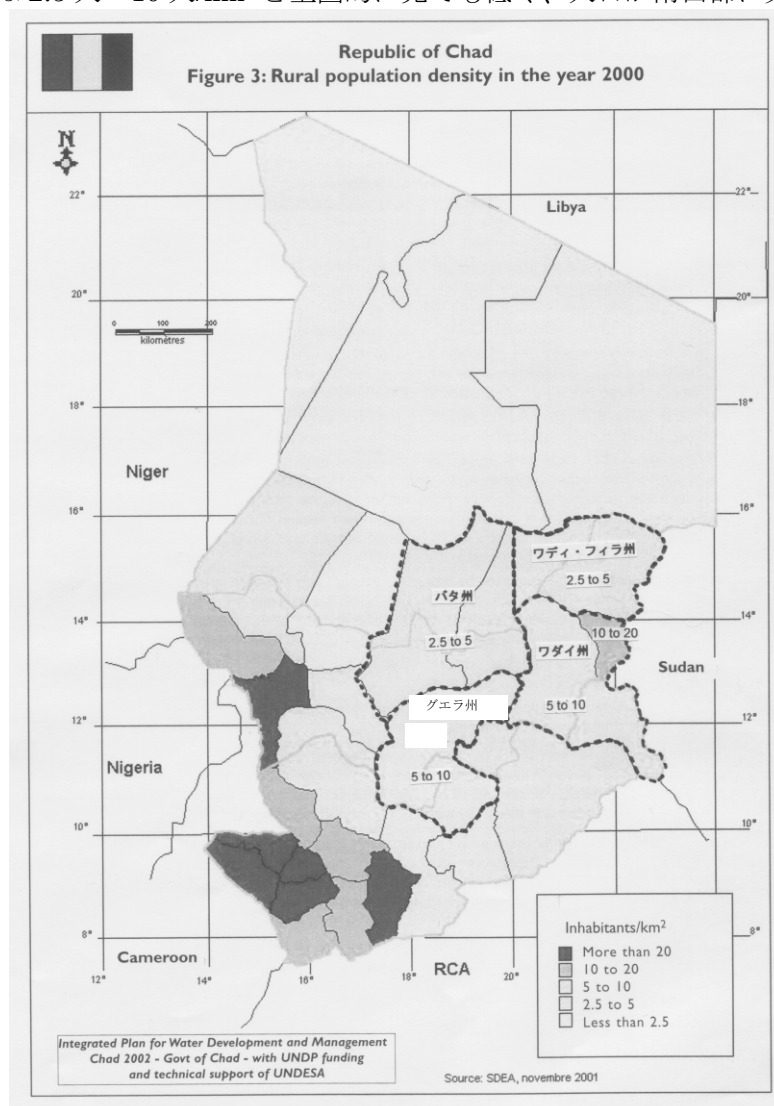 Republic of Chad
Figure 3: Rural population density in the year 2000
N
22°
22°
Libya
20°
20°
0 100 200
kilomètres
18°
18°
Niger
16°
16°
ワディ・フィラ州
2.5 to 5
バタ州
14°
14°
10 to 20
2.5 to 5
ワダイ州
Sudan
グエラ州
5 to 10
12°
12°
Nigeria
5 to 10
10°
10°
Inhabitants/km²
More than 20
10 to 20
5 to 10
2.5 to 5
Less than 2.5
8°
8°
Cameroon
RCA
12°
14°
16°
18°
20°
Integrated Plan for Water Development and Management
Chad 2002 - Govt of Chad - with UNDP funding
and technical support of UNDESA
Source: SDEA, novembre 2001